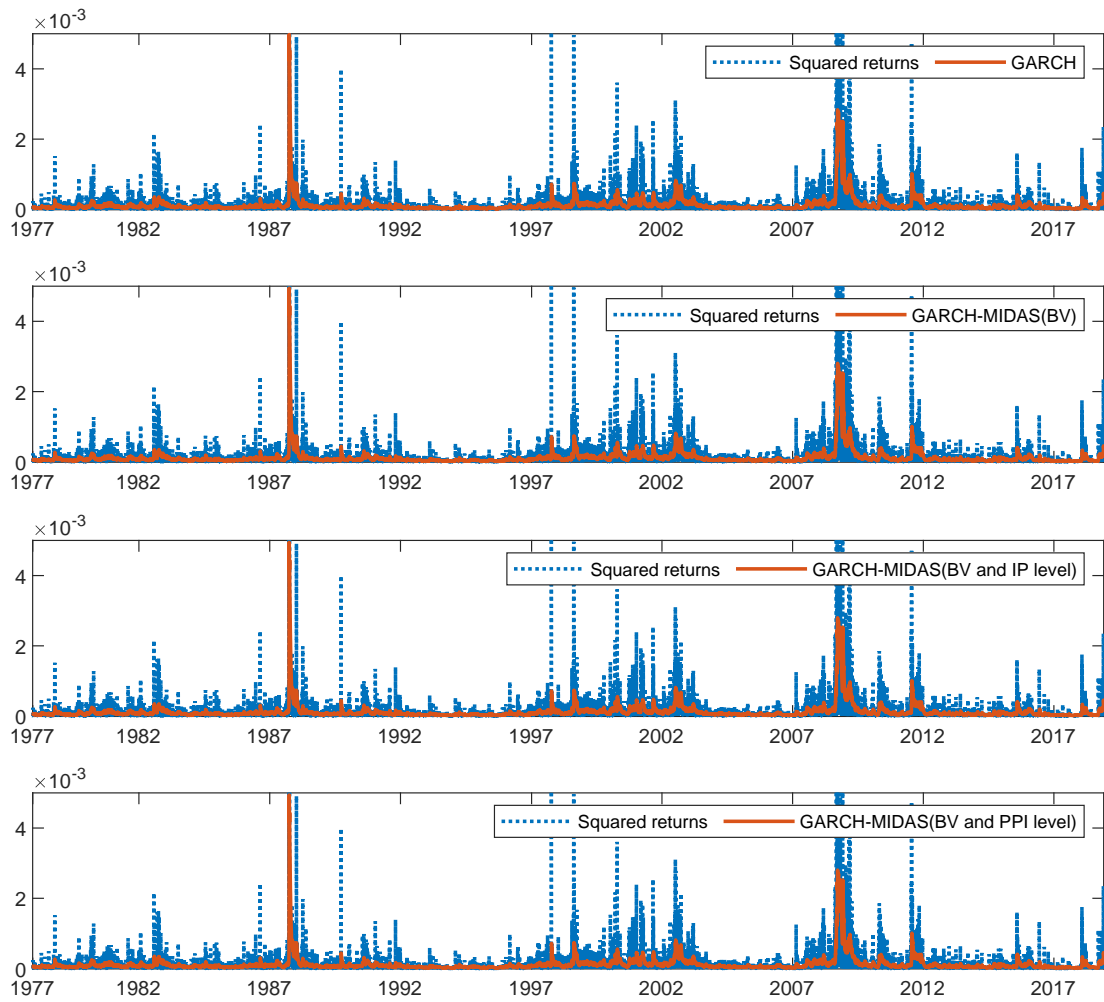 ×10-3
4
2
0
Squared returns GARCH
1977 1982 1987 1992 1997 2002 2007 2012 2017
×10-3
4
2
0
Squared returns GARCH-MIDAS(BV)
1977 1982 1987 1992 1997 2002 2007 2012 2017
×10-3
4
2
0
Squared returns GARCH-MIDAS(BV and IP level)
1977 1982 1987 1992 1997 2002 2007 2012 2017
×10-3
4
2
0
Squared returns GARCH-MIDAS(BV and PPI level)
1977 1982 1987 1992 1997 2002 2007 2012 2017